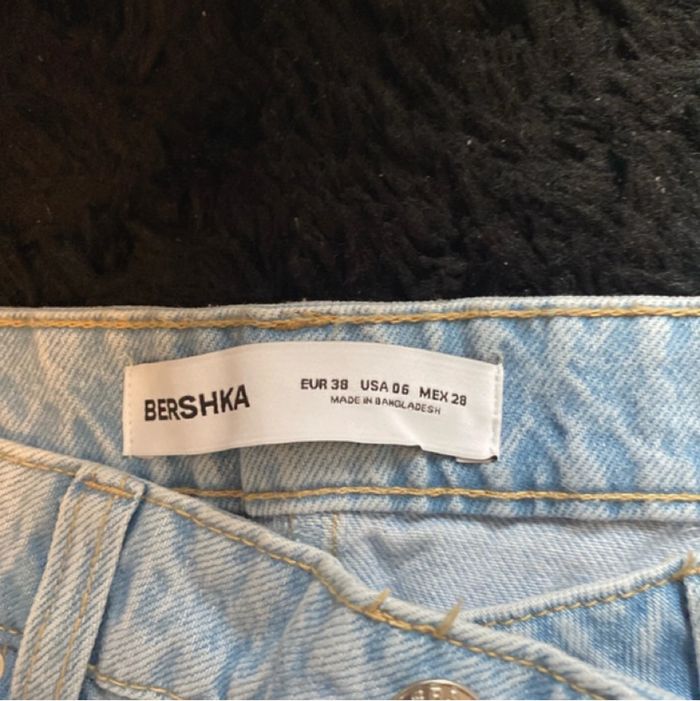 BERSHKA
EUR 38 USA 06 MEX 28
MADE IN BANGLADESH